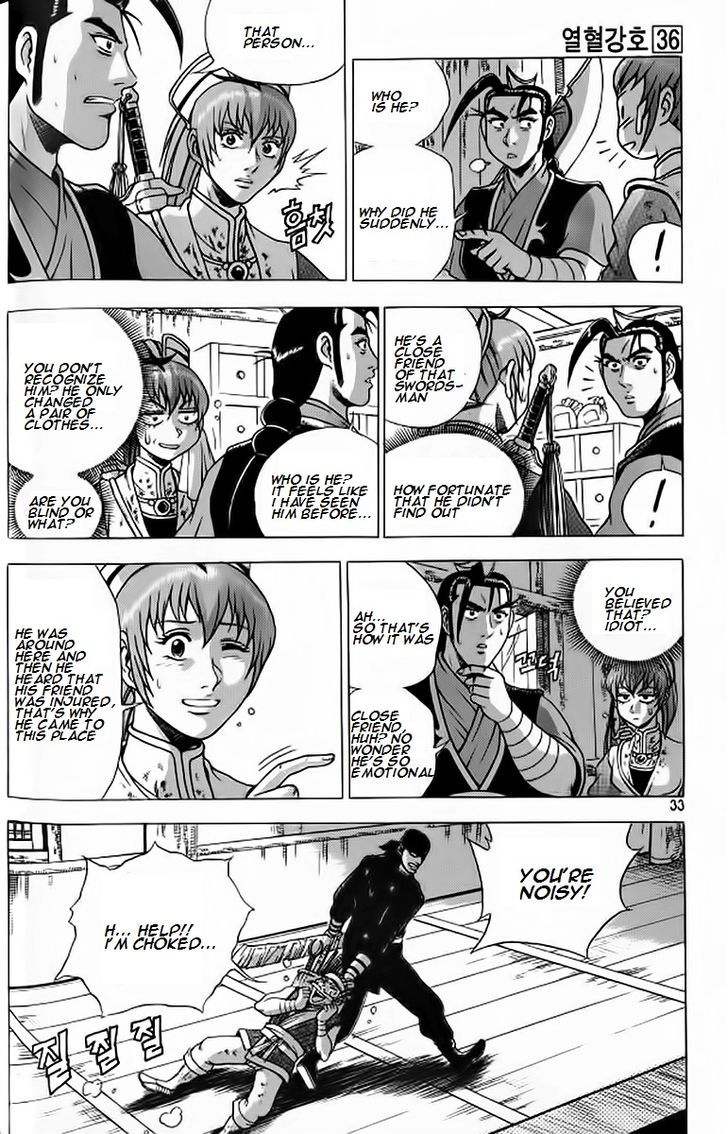 열혈강호 36
THAT
PERSON...
흠칫
WHO
IS HE?
WHY DID HE
SUDDENLY...
!
YOU DON'T
RECOGNIZE
HIM? HE ONLY
CHANGED
A PAIR OF
CLOTHES...
ARE YOU
BLIND OR
WHAT?
WHO IS HE?
IT FEELS LIKE
I HAVE SEEN
HIM BEFORE...
HE'S A
CLOSE
FRIEND
OF THAT
SWORDS-
MAN
HOW FORTUNATE
THAT HE DIDN'T
FIND OUT
!
HE WAS
AROUND
HERE AND
THEN HE
HEARD THAT
HIS FRIEND
WAS INJURED,
THAT'S WHY
HE CAME TO
THIS PLACE
AH...
SO THAT'S
HOW IT WAS
CLOSE
FRIEND,
HUH? NO
WONDER
HE'S SO
EMOTIONAL
끄덕
YOU
BELIEVED
THAT?
IDIOT...
33
H... HELP!!
I'M CHOKED...
YOU'RE
NOISY!
질질질